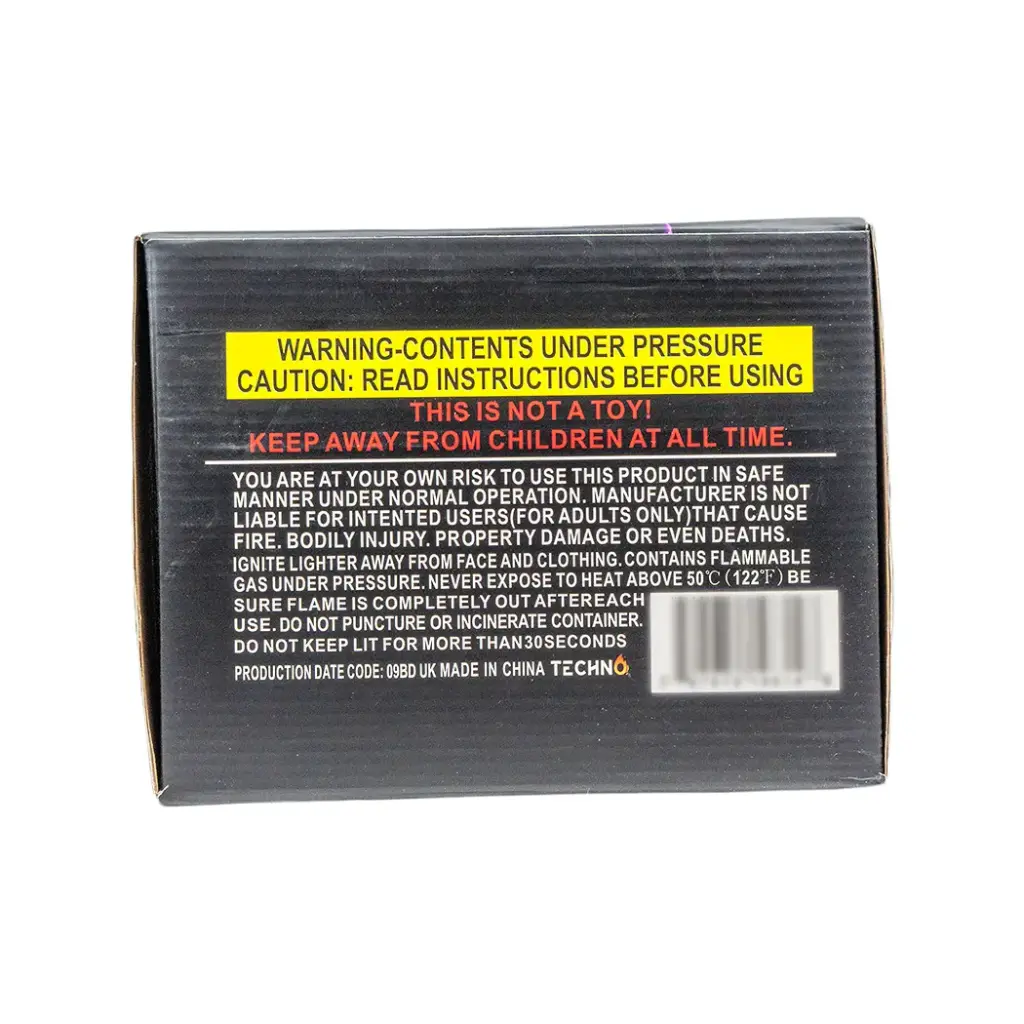 WARNING-CONTENTS UNDER PRESSURE
CAUTION: READ INSTRUCTIONS BEFORE USING
THIS IS NOT A TOY!
KEEP AWAY FROM CHILDREN AT ALL TIME.
YOU ARE AT YOUR OWN RISK TO USE THIS PRODUCT IN SAFE
MANNER UNDER NORMAL OPERATION. MANUFACTURER IS NOT
LIABLE FOR INTENTED USERS(FOR ADULTS ONLY)THAT CAUSE
FIRE. BODILY INJURY. PROPERTY DAMAGE OR EVEN DEATHS.
IGNITE LIGHTER AWAY FROM FACE AND CLOTHING. CONTAINS FLAMMABLE
GAS UNDER PRESSURE. NEVER EXPOSE TO HEAT ABOVE 50℃(122℉) BE
SURE FLAME IS COMPLETELY OUT AFTEREACH
USE. DO NOT PUNCTURE OR INCINERATE CONTAINER.
DO NOT KEEP LIT FOR MORE THAN30SECONDS
PRODUCTION DATE CODE: 09BD UK MADE IN CHINA TECHNO